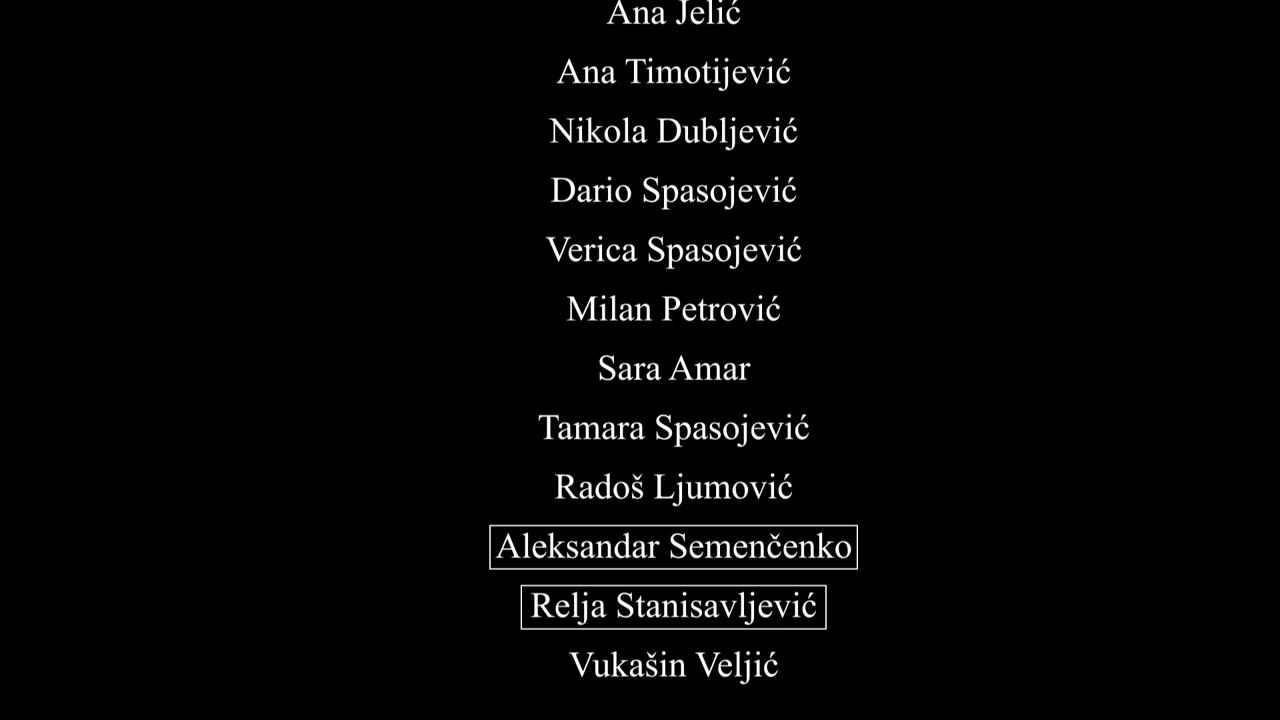 Ana Jelić
Ana Timotijević
Nikola Dubljević
Dario Spasojević
Verica Spasojević
Milan Petrović
Sara Amar
Tamara Spasojević
Radoš Ljumović
Aleksandar Semenčenko
Relja Stanisavljević
Vukašin Veljić